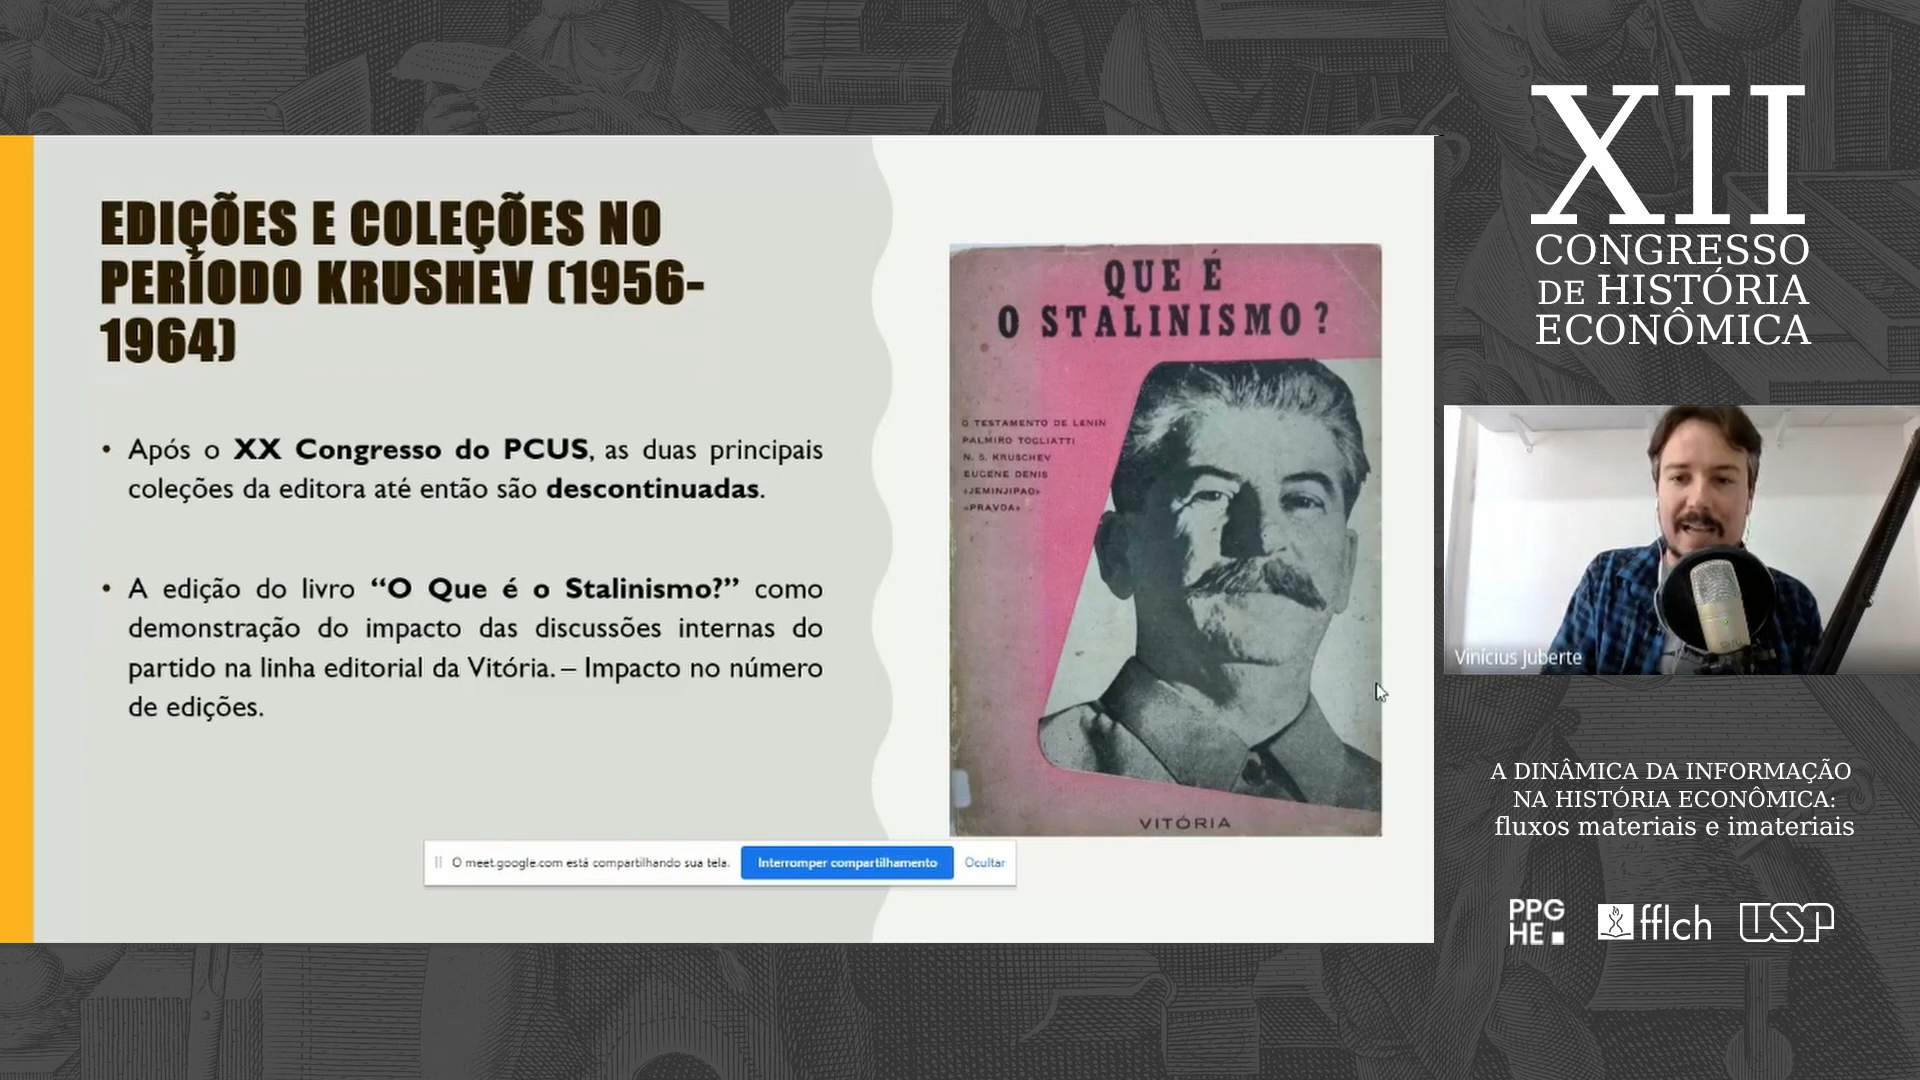 EDIÇÕES E COLEÇÕES NO
PERÍODO KRUSHEV (1956-
1964)
• Após o XX Congresso do PCUS, as duas principais
coleções da editora até então são descontinuadas.
• A edição do livro “O Que é o Stalinismo?” como
demonstração do impacto das discussões internas do
partido na linha editorial da Vitória. – Impacto no número
de edições.
QUE É
O STALINISMO?
O TESTAMENTO DE LENIN
PALMIRO TOGLIATTI
N. S. KRUSCHEV
EUGENE DENIS
«JEMINJIPAO»
«PRAVDA»
VITÓRIA
O meet.google.com está compartilhando sua tela.
Interromper compartilhamento
Ocultar
XII
CONGRESSO
DE HISTÓRIA
ECONÔMICA
Vinícius Juberte
A DINÂMICA DA INFORMAÇÃO
NA HISTÓRIA ECONÔMICA:
fluxos materiais e imateriais
PPG
HE
fflch
USP